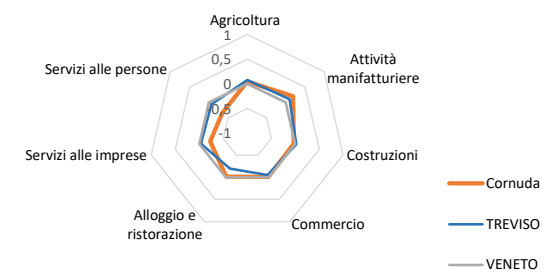 Agricoltura
1
0,5
0
-0,5
-1
Attività
manifatturiere
Costruzioni
Commercio
Alloggio e
ristorazione
Servizi alle imprese
Servizi alle persone
Cornuda
TREVISO
VENETO